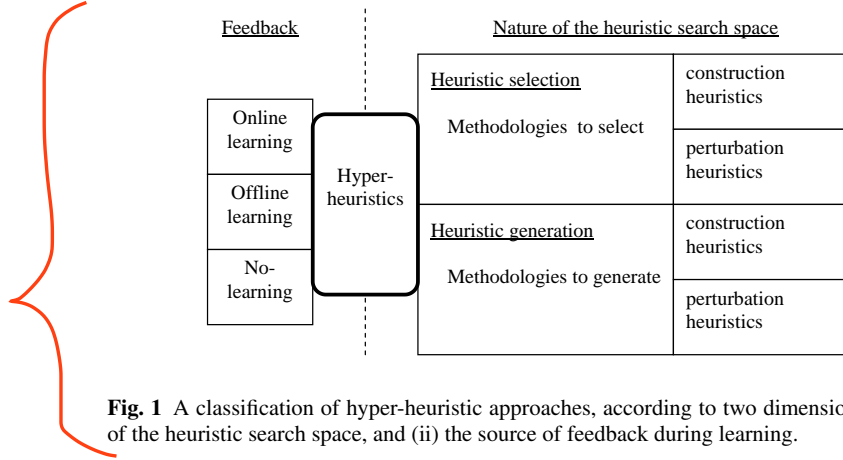 Feedback
Nature of the heuristic search space
Online
learning
Offline
learning
No-
learning
Hyper-
heuristics
Heuristic selection
Methodologies to select
construction
heuristics
perturbation
heuristics
Heuristic generation
Methodologies to generate
construction
heuristics
perturbation
heuristics
Fig. 1 A classification of hyper-heuristic approaches, according to two dimensio
of the heuristic search space, and (ii) the source of feedback during learning.